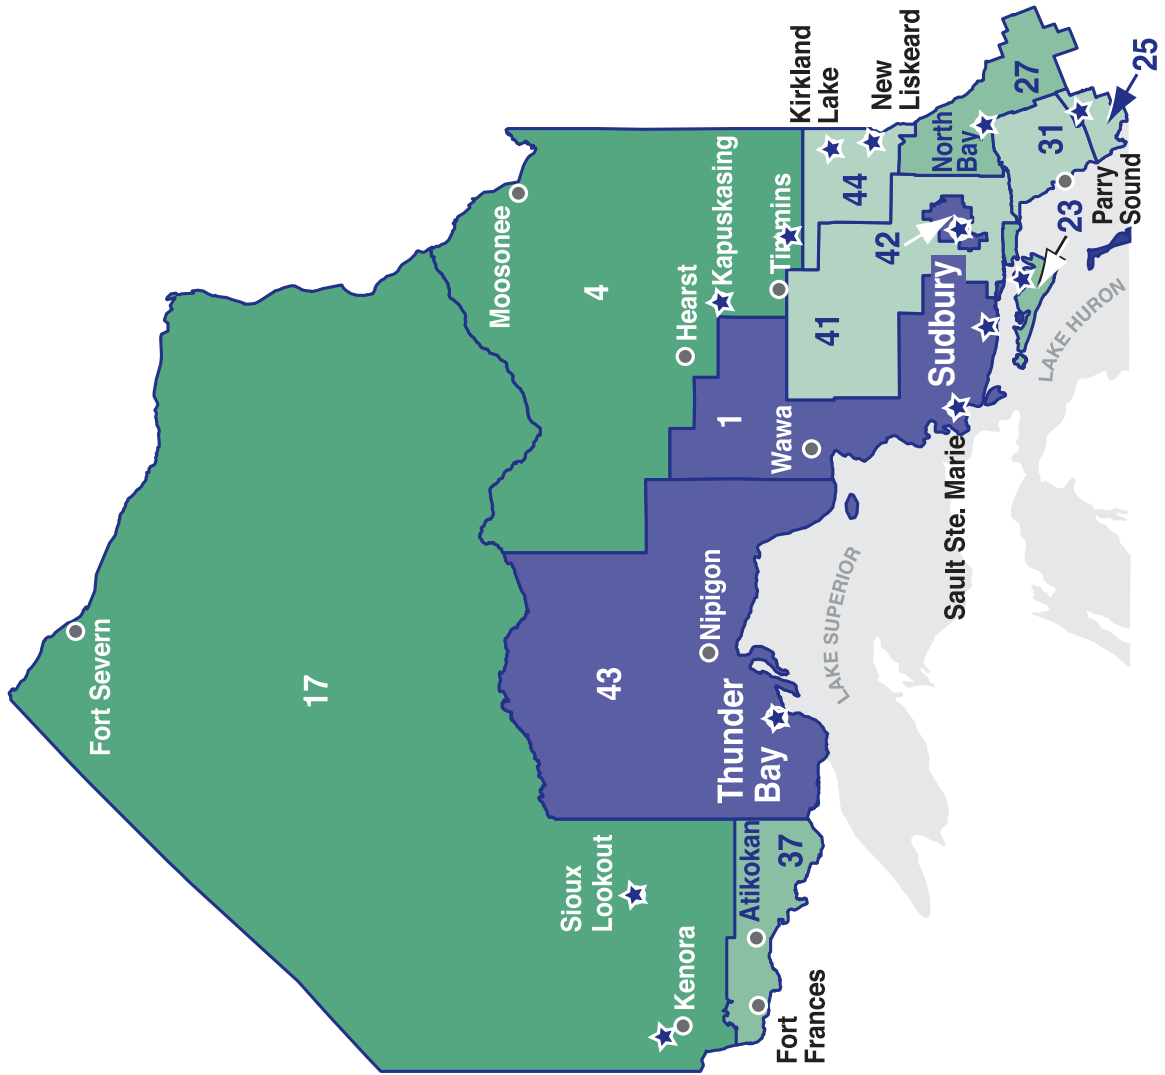 Fort Severn
17
Sioux
Lookout
Kenora
Fort
Frances
Atikokan
37
43
Thunder
Bay
Nipigon
LAKE SUPERIOR
Moosonee
4
Hearst
Kapuskasing
Timmins
1
Wawa
41
44
42
Kirkland
Lake
New
Liskeard
Sudbury
Sault Ste. Marie
North
Bay
27
31
25
23
Parry
Sound
LAKE HURON